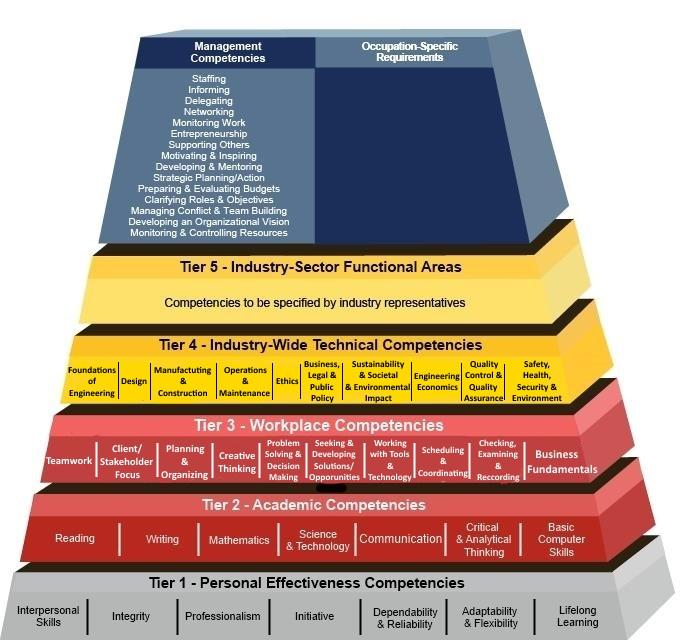 Management
Competencies
Occupation-Specific
Requirements
Staffing
Informing
Delegating
Networking
Monitoring Work
Entrepreneurship
Supporting Others
Motivating & Inspiring
Developing & Mentoring
Strategic Planning/Action
Preparing & Evaluating Budgets
Clarifying Roles & Objectives
Managing Conflict & Team Building
Developing an Organizational Vision
Monitoring & Controlling Resources
Tier 5 - Industry-Sector Functional Areas
Competencies to be specified by industry representatives
Tier 4 - Industry-Wide Technical Competencies
Foundations
of
Engineering
Design
Manufactuting
&
Construction
Operations
&
Maintenance
Ethics
Business,
Legal &
Public
Policy
Sustainability
& Societal
& Environmental
Impact
Engineering
Economics
Quality
Control &
Quality
Assurance
Safety,
Health,
Security &
Environment
Tier 3 - Workplace Competencies
Teamwork
Client/
Stakeholder
Focus
Planning
&
Organizing
Creative
Thinking
Problem
Solving &
Decision
Making
Seeking &
Developing
Solutions/
Opporunities
Working
with Tools
&
Technology
Scheduling
&
Coordinating
Checking,
Examining
&
Reccording
Business
Fundamentals
Tier 2 - Academic Competencies
Reading
Writing
Mathematics
Science
& Technology
Communication
Critical
& Analytical
Thinking
Basic
Computer
Skills
Tier 1 - Personal Effectiveness Competencies
Interpersonal
Skills
Integrity
Professionalism
Initiative
Dependability
& Reliability
Adaptability
& Flexibility
Lifelong
Learning